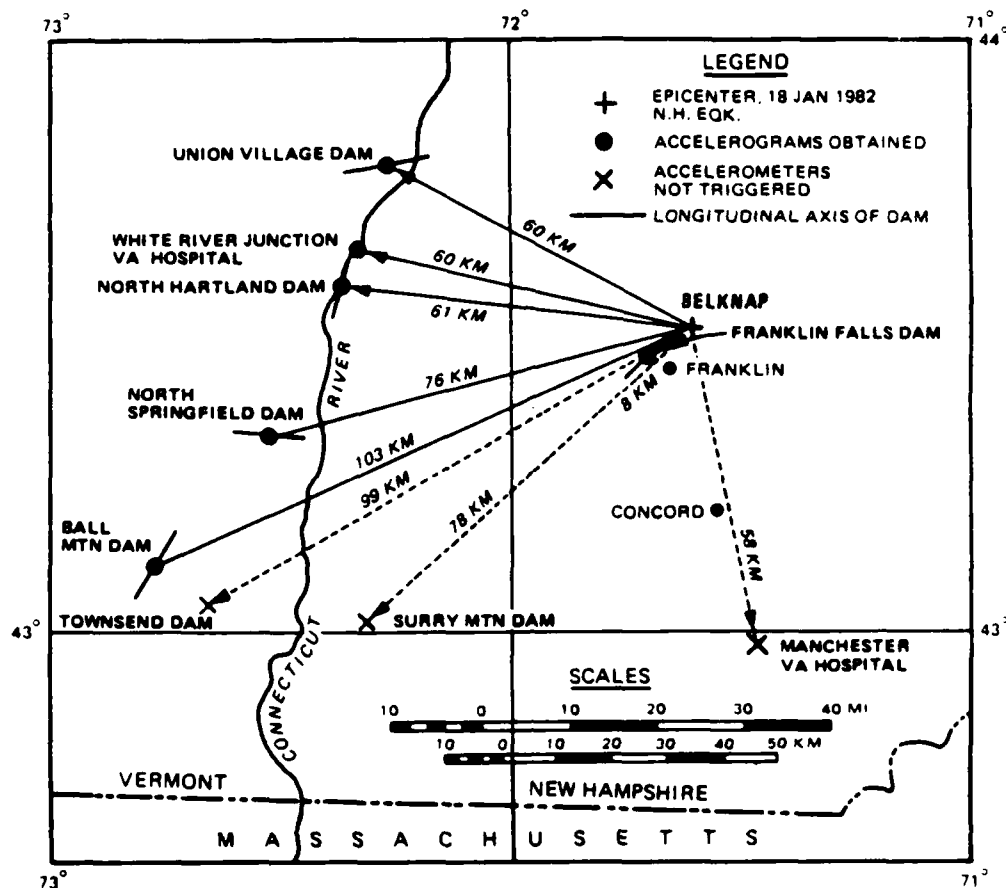 73°
72°
71°
44°
LEGEND
EPICENTER, 18 JAN 1982
N.H. EQK.
ACCELEROGRAMS OBTAINED
ACCELEROMETERS
NOT TRIGGERED
LONGITUDINAL AXIS OF DAM
UNION VILLAGE DAM
60 KM
WHITE RIVER JUNCTION
VA HOSPITAL
60 KM
NORTH HARTLAND DAM
61 KM
BELKNAP
FRANKLIN FALLS DAM
FRANKLIN
8 KM
RIVER
76 KM
NORTH
SPRINGFIELD DAM
103 KM
99 KM
78 KM
CONCORD
58 KM
BALL
MTN DAM
TOWNSEND DAM
SURRY MTN DAM
43°
43°
MANCHESTER
VA HOSPITAL
CONNECTICUT
SCALES
10 0 10 20 30 40 MI
10 0 10 20 30 40 50 KM
VERMONT
NEW HAMPSHIRE
MASSACHUSETTS
73°
71°